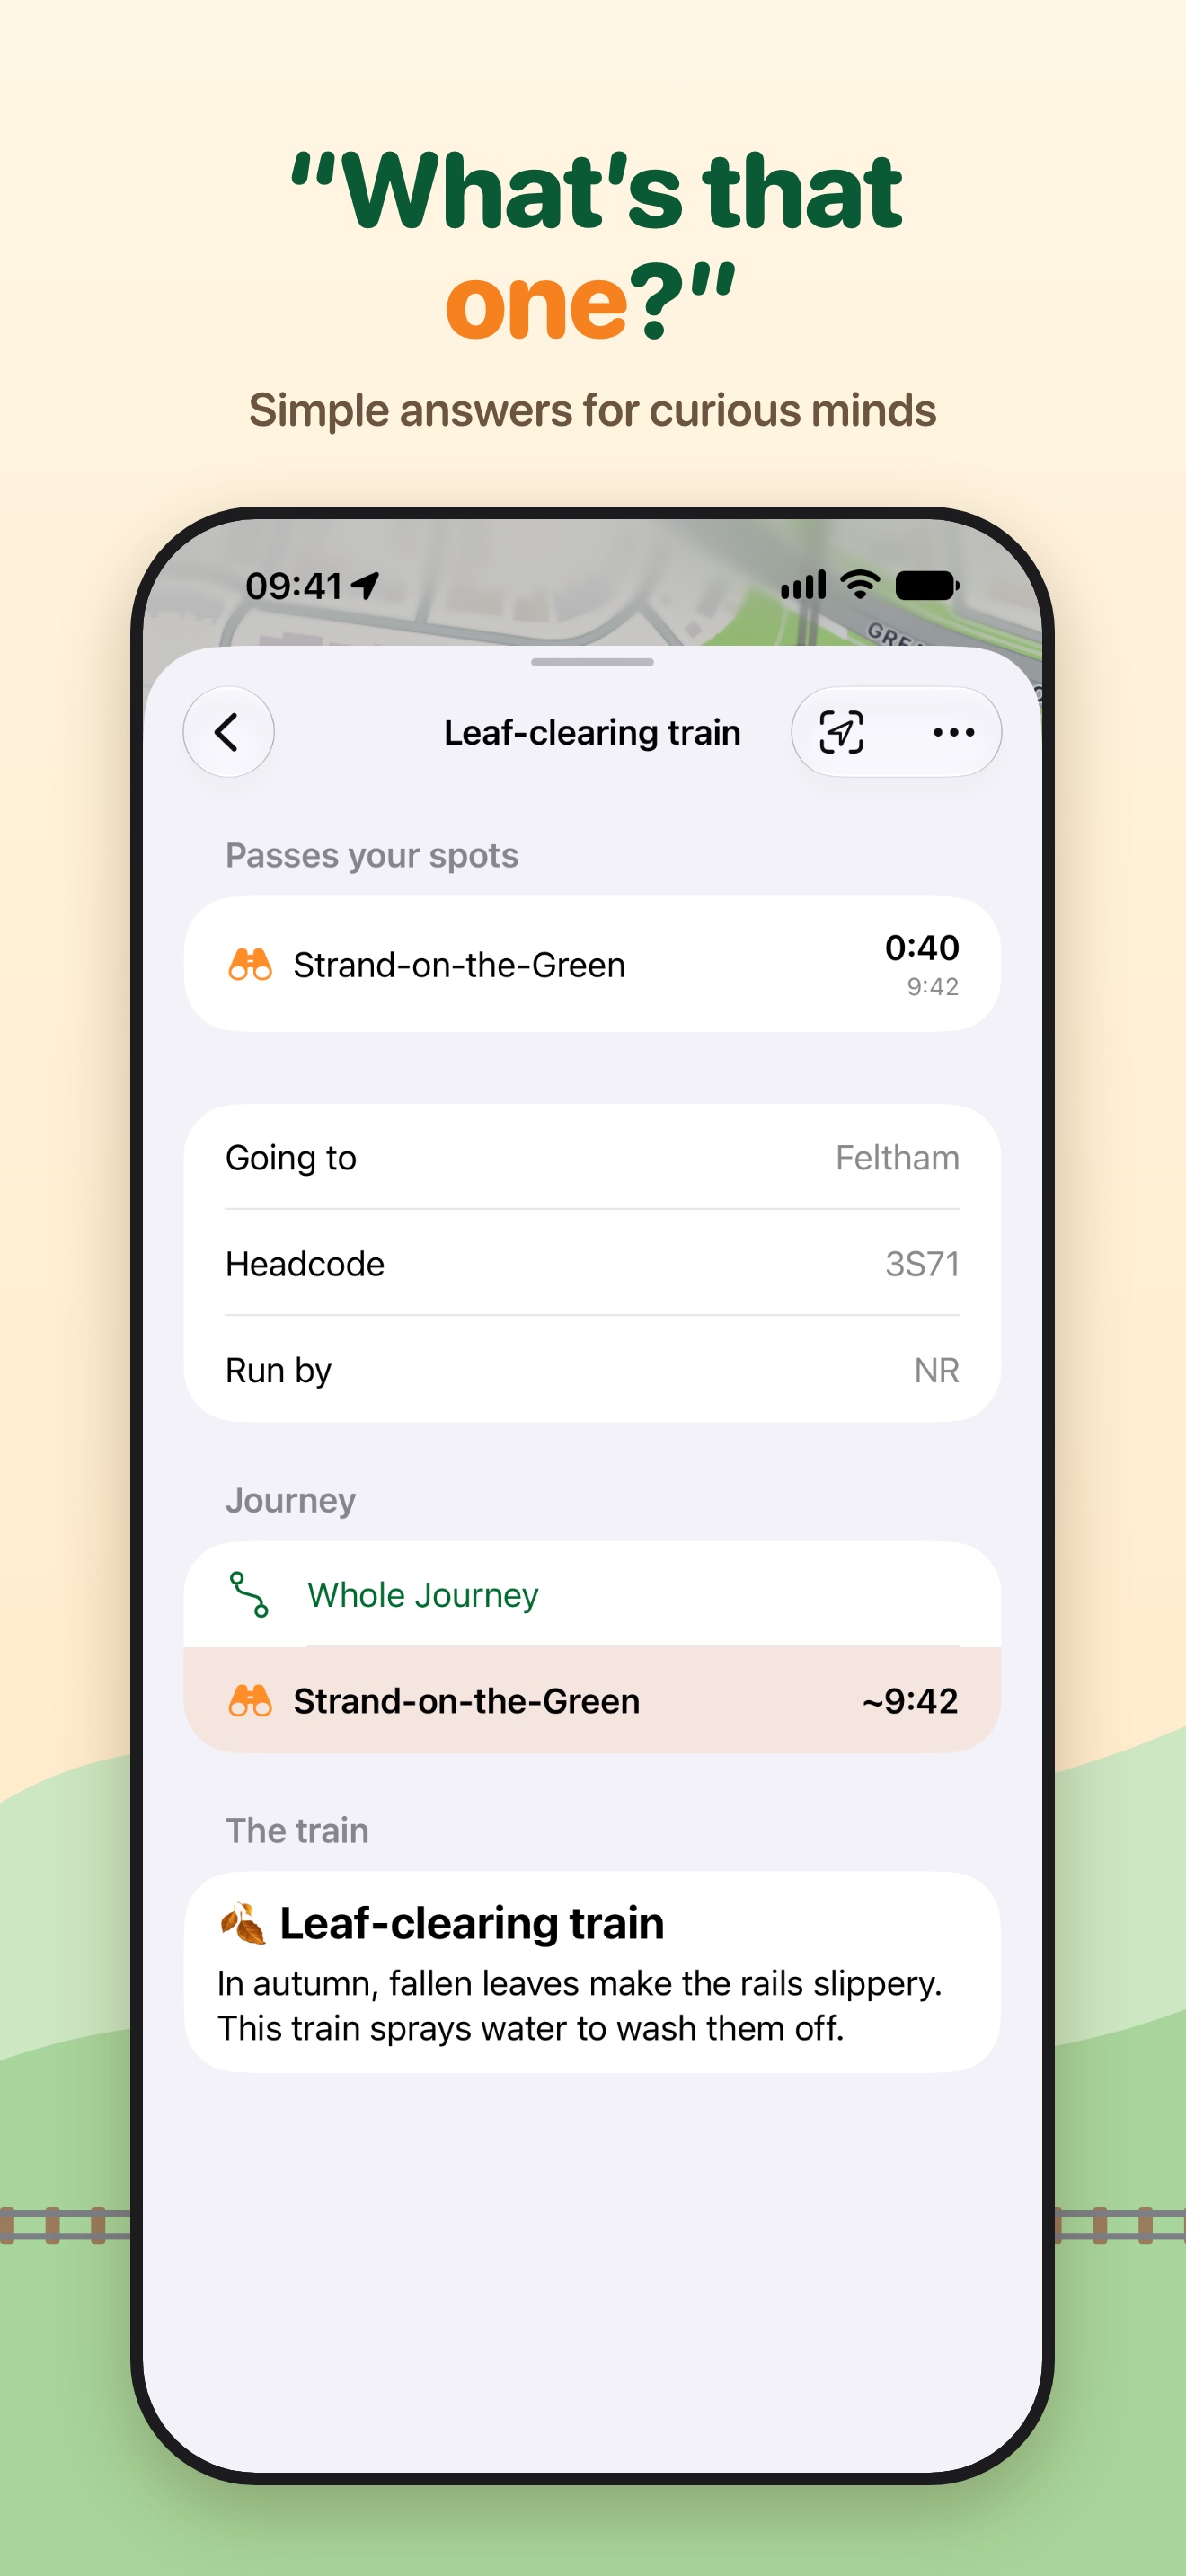 “What’s that
one?”
Simple answers for curious minds
09:41
Leaf-clearing train
Passes your spots
Strand-on-the-Green
0:40
9:42
Going to
Feltham
Headcode
3S71
Run by
NR
Journey
Whole Journey
Strand-on-the-Green
~9:42
The train
Leaf-clearing train
In autumn, fallen leaves make the rails slippery.
This train sprays water to wash them off.